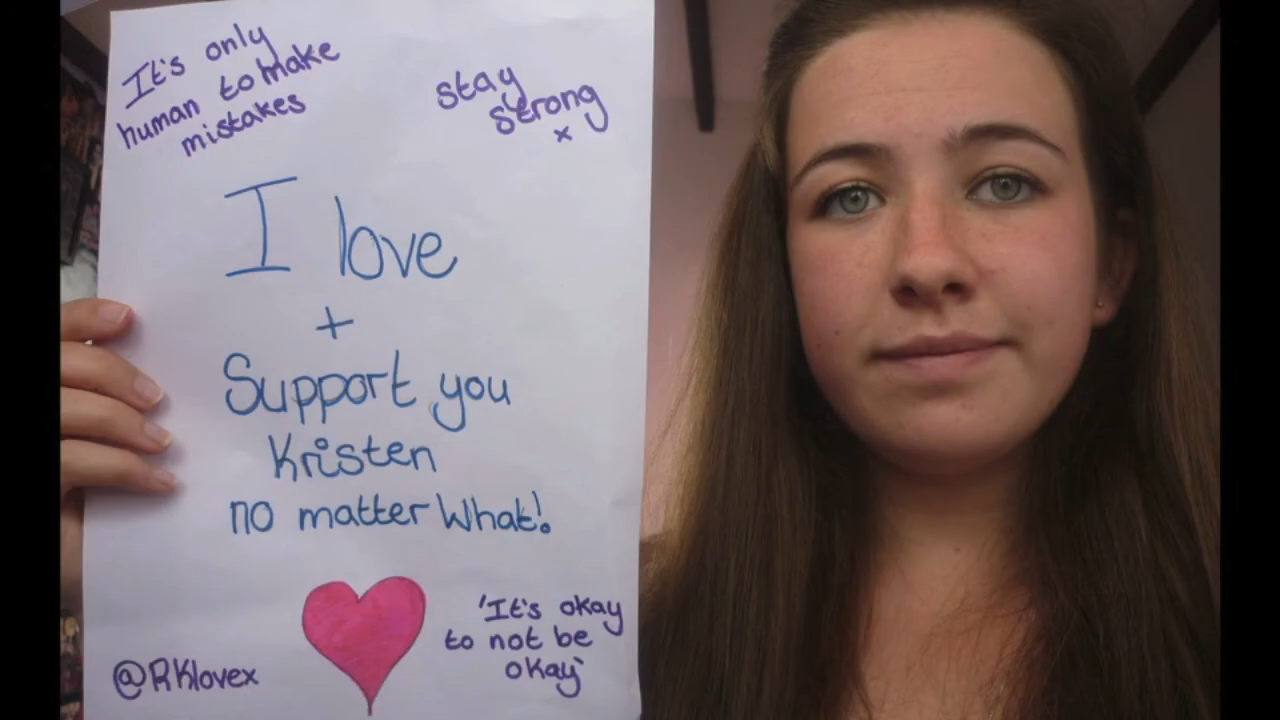 It's only
human to make
mistakes
stay
strong
x
I love
+
Support you
Kristen
no matter What!
'It's okay
to not be
okay'
@RKlovex